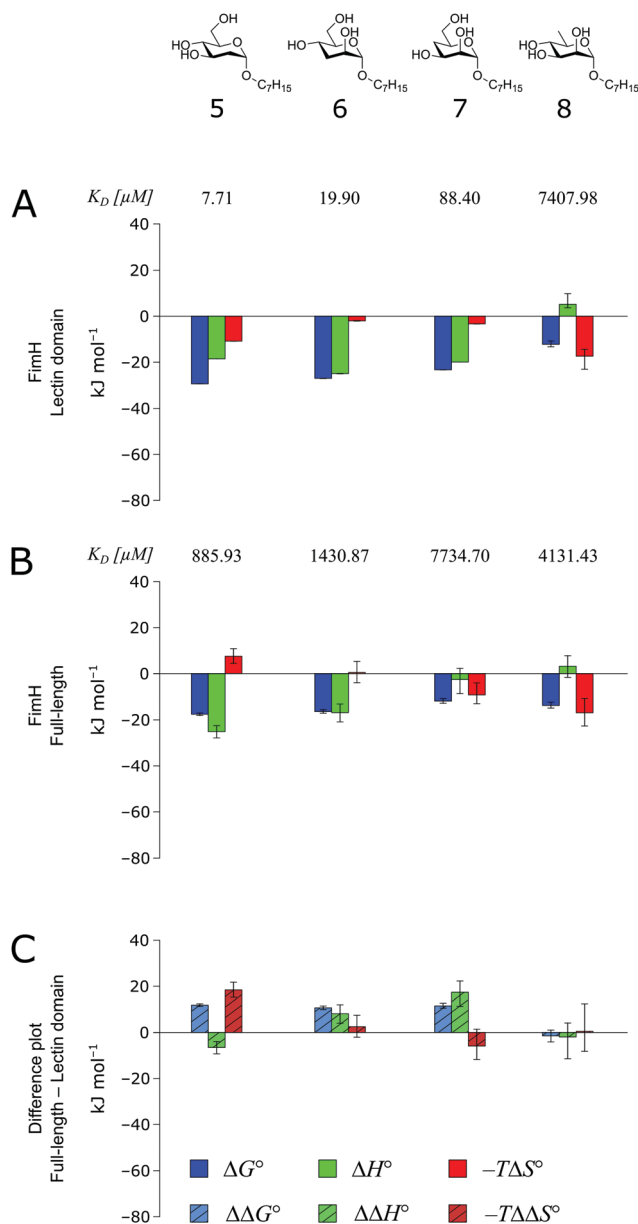 OH OH OH
HO HO OH OH HO OH OH HO HO OH
O O O O
O–C₇H₁₅ O–C₇H₁₅ O–C₇H₁₅ O–C₇H₁₅
5 6 7 8
A
K_D [µM] 7.71 19.90 88.40 7407.98
FimH
Lectin domain
kJ mol⁻¹
40
20
0
−20
−40
−60
−80
B
K_D [µM] 885.93 1430.87 7734.70 4131.43
FimH
Full-length
kJ mol⁻¹
40
20
0
−20
−40
−60
−80
C
Difference plot
Full-length – Lectin domain
kJ mol⁻¹
40
20
0
−20
−40
−60
−80
ΔG° ΔH° –TΔS°
ΔΔG° ΔΔH° –TΔΔS°